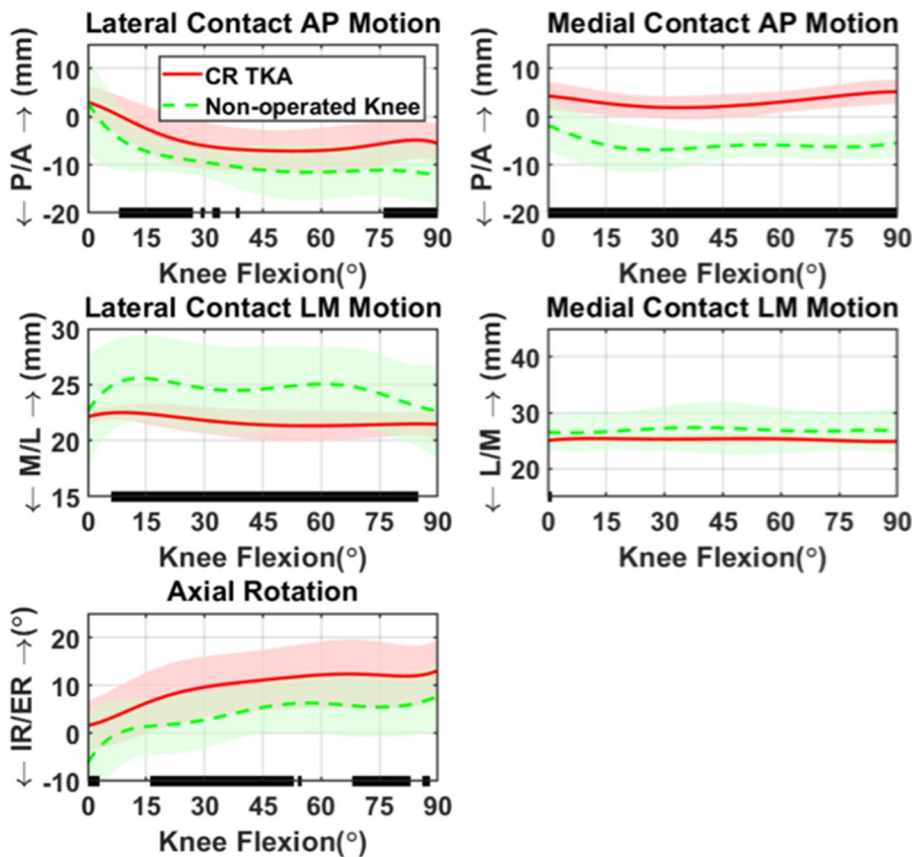 Lateral Contact AP Motion
← P/A → (mm)
10
0
-10
-20
CR TKA
Non-operated Knee
0 15 30 45 60 75 90
Knee Flexion(°)
Medial Contact AP Motion
← P/A → (mm)
10
0
-10
-20
0 15 30 45 60 75 90
Knee Flexion(°)
Lateral Contact LM Motion
← M/L → (mm)
30
25
20
15
0 15 30 45 60 75 90
Knee Flexion(°)
Medial Contact LM Motion
← L/M → (mm)
40
30
20
0 15 30 45 60 75 90
Knee Flexion(°)
Axial Rotation
← IR/ER →(°)
20
10
0
-10
0 15 30 45 60 75 90
Knee Flexion(°)